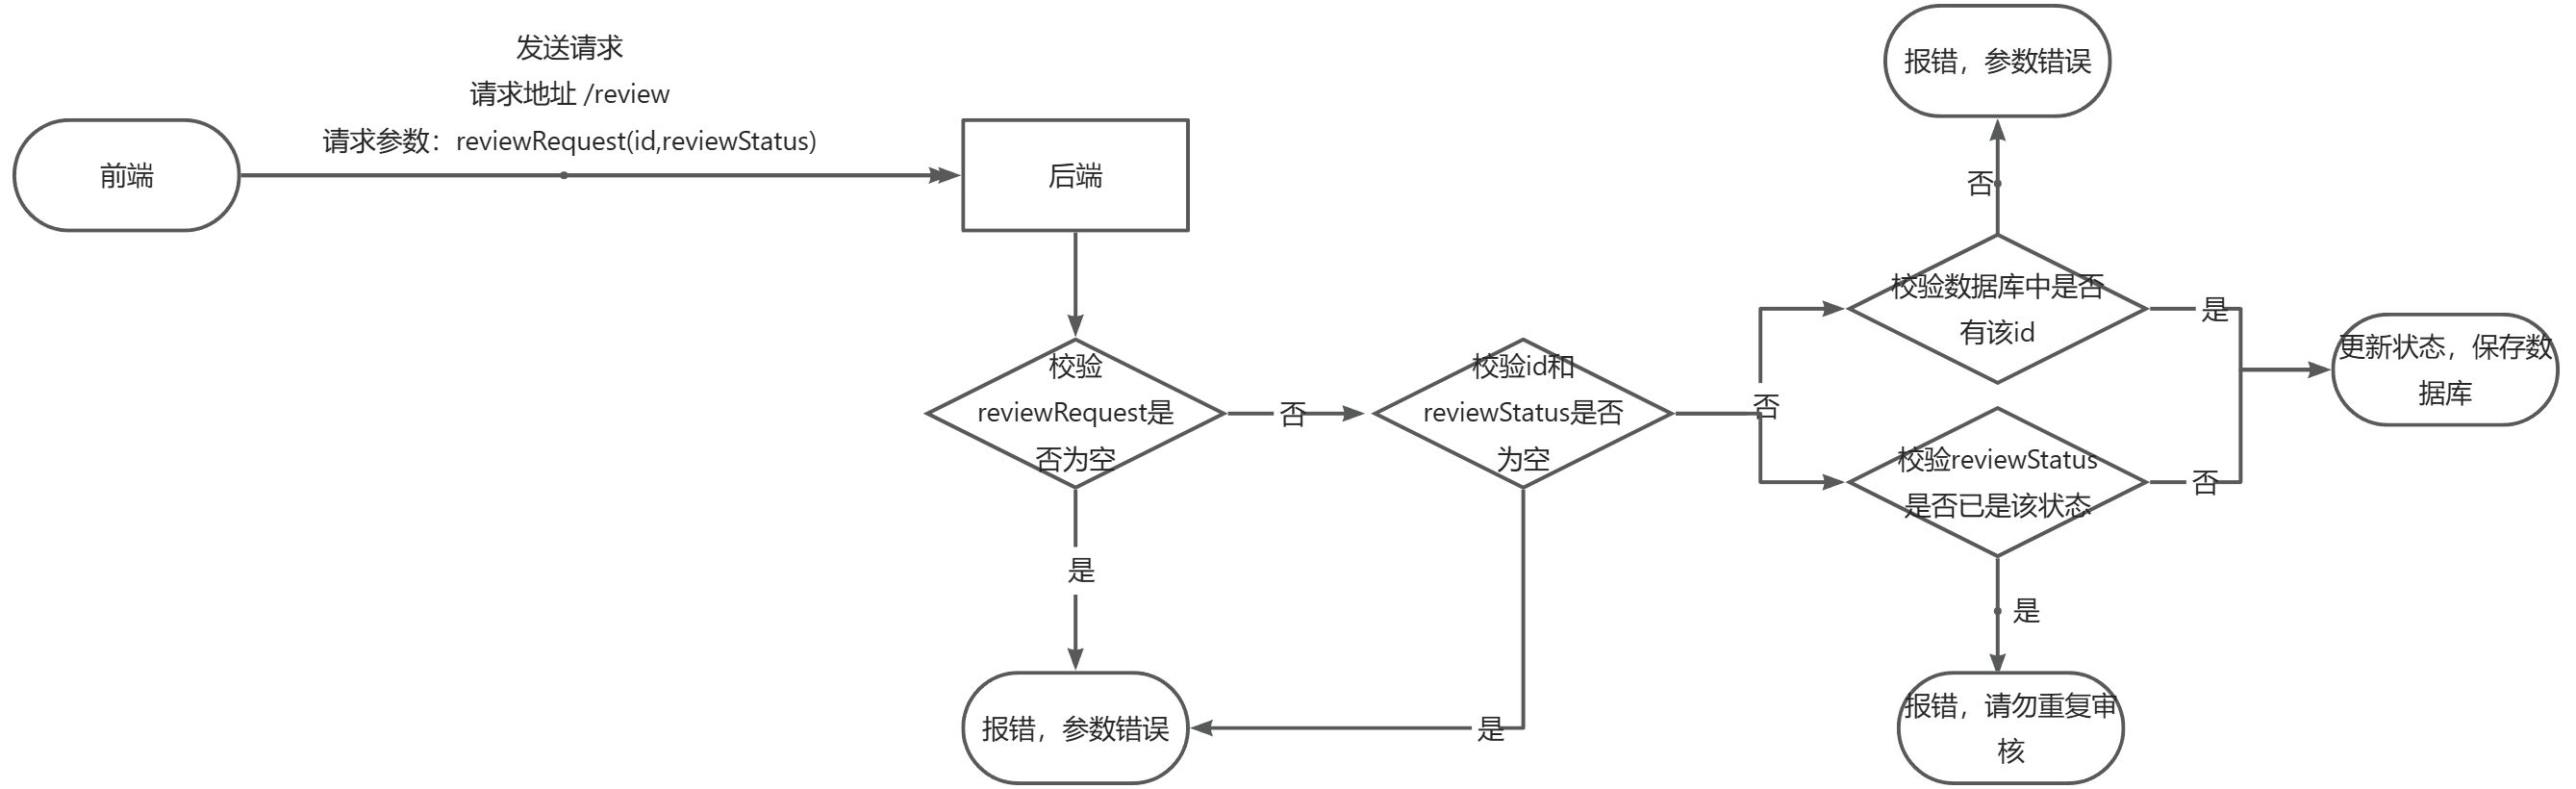 发送请求
请求地址 /review
请求参数：reviewRequest(id,reviewStatus)
前端
后端
校验
reviewRequest是
否为空
否
是
报错，参数错误
校验id和
reviewStatus是否
为空
是
否
报错，参数错误
否
校验数据库中是否
有该id
是
校验reviewStatus
是否已是该状态
否
是
报错，请勿重复审
核
更新状态，保存数
据库